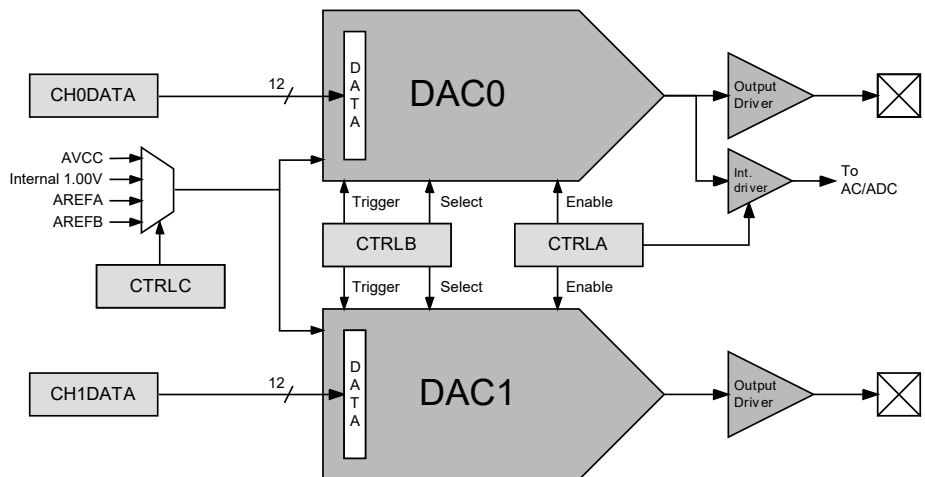 CH0DATA
12
D
A
T
A
DAC0
Output
Driver
AVCC
Internal 1.00V
AREFA
AREFB
Int.
driver
To
AC/ADC
Trigger
Select
Enable
CTRLB
CTRLA
CTRLC
Trigger
Select
Enable
CH1DATA
12
D
A
T
A
DAC1
Output
Driver